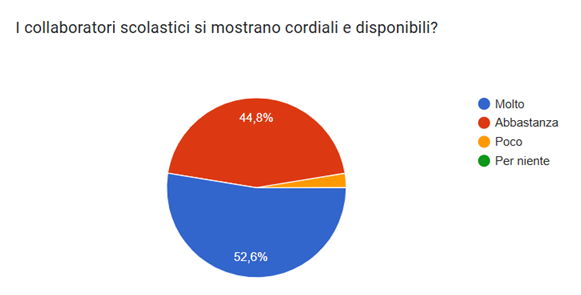 I collaboratori scolastici si mostrano cordiali e disponibili?
44,8%
52,6%
Molto
Abbastanza
Poco
Per niente